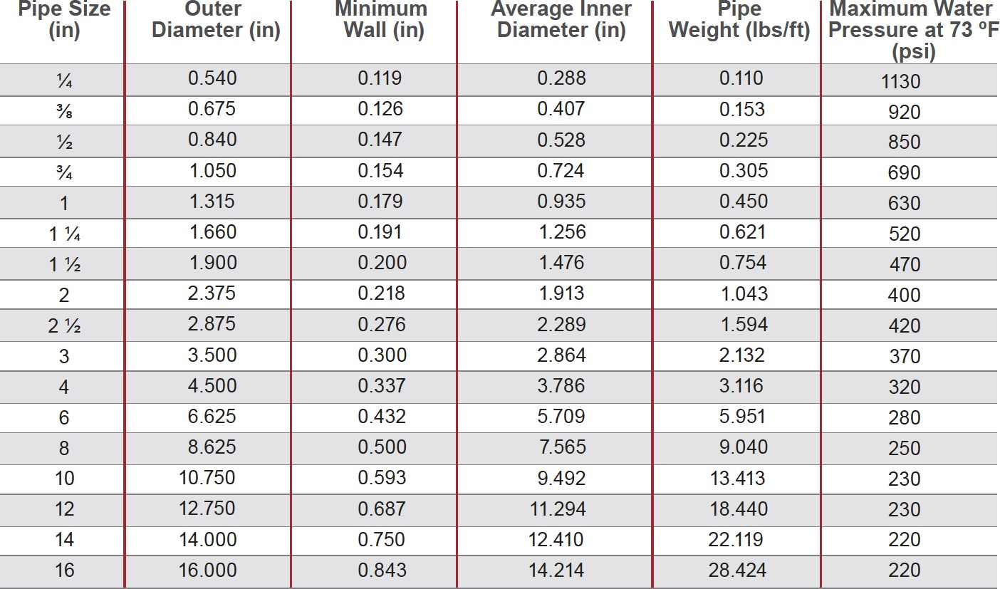 Pipe Size (in) Outer Diameter (in) Minimum Wall (in) Average Inner Diameter (in) Pipe Weight (lbs/ft) Maximum Water Pressure at 73 ºF (psi)
¼ 0.540 0.119 0.288 0.110 1130
⅜ 0.675 0.126 0.407 0.153 920
½ 0.840 0.147 0.528 0.225 850
¾ 1.050 0.154 0.724 0.305 690
1 1.315 0.179 0.935 0.450 630
1 ¼ 1.660 0.191 1.256 0.621 520
1 ½ 1.900 0.200 1.476 0.754 470
2 2.375 0.218 1.913 1.043 400
2 ½ 2.875 0.276 2.289 1.594 420
3 3.500 0.300 2.864 2.132 370
4 4.500 0.337 3.786 3.116 320
6 6.625 0.432 5.709 5.951 280
8 8.625 0.500 7.565 9.040 250
10 10.750 0.593 9.492 13.413 230
12 12.750 0.687 11.294 18.440 230
14 14.000 0.750 12.410 22.119 220
16 16.000 0.843 14.214 28.424 220